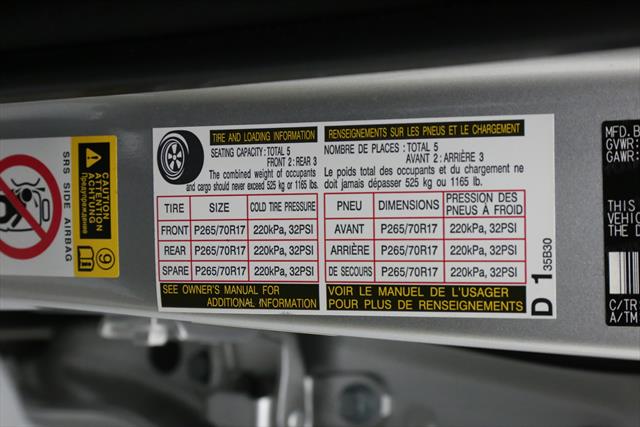 SRS SIDE AIRBAG
CAUTION
ATTENTION
Предупреждение
9
TIRE AND LOADING INFORMATION
SEATING CAPACITY : TOTAL 5
FRONT 2 : REAR 3
The combined weight of occupants
and cargo should never exceed 525 kg or 1165 lbs.
TIRE SIZE COLD TIRE PRESSURE
FRONT P265/70R17 220kPa, 32PSI
REAR P265/70R17 220kPa, 32PSI
SPARE P265/70R17 220kPa, 32PSI
SEE OWNER'S MANUAL FOR
ADDITIONAL INFORMATION
RENSEIGNEMENTS SUR LES PNEUS ET LE CHARGEMENT
NOMBRE DE PLACES : TOTAL 5
AVANT 2 : ARRIÈRE 3
Le poids total des occupants et du chargement ne
doit jamais dépasser 525 kg ou 1165 lb.
PNEU DIMENSIONS PRESSION DES
PNEUS À FROID
AVANT P265/70R17 220kPa, 32PSI
ARRIÈRE P265/70R17 220kPa, 32PSI
DE SECOURS P265/70R17 220kPa, 32PSI
VOIR LE MANUEL DE L'USAGER
POUR PLUS DE RENSEIGNEMENTS
D 1 35B30
MFD.B
GVWR:
GAWR:
THIS
VEHIC
THE D
C/TR
A/TM